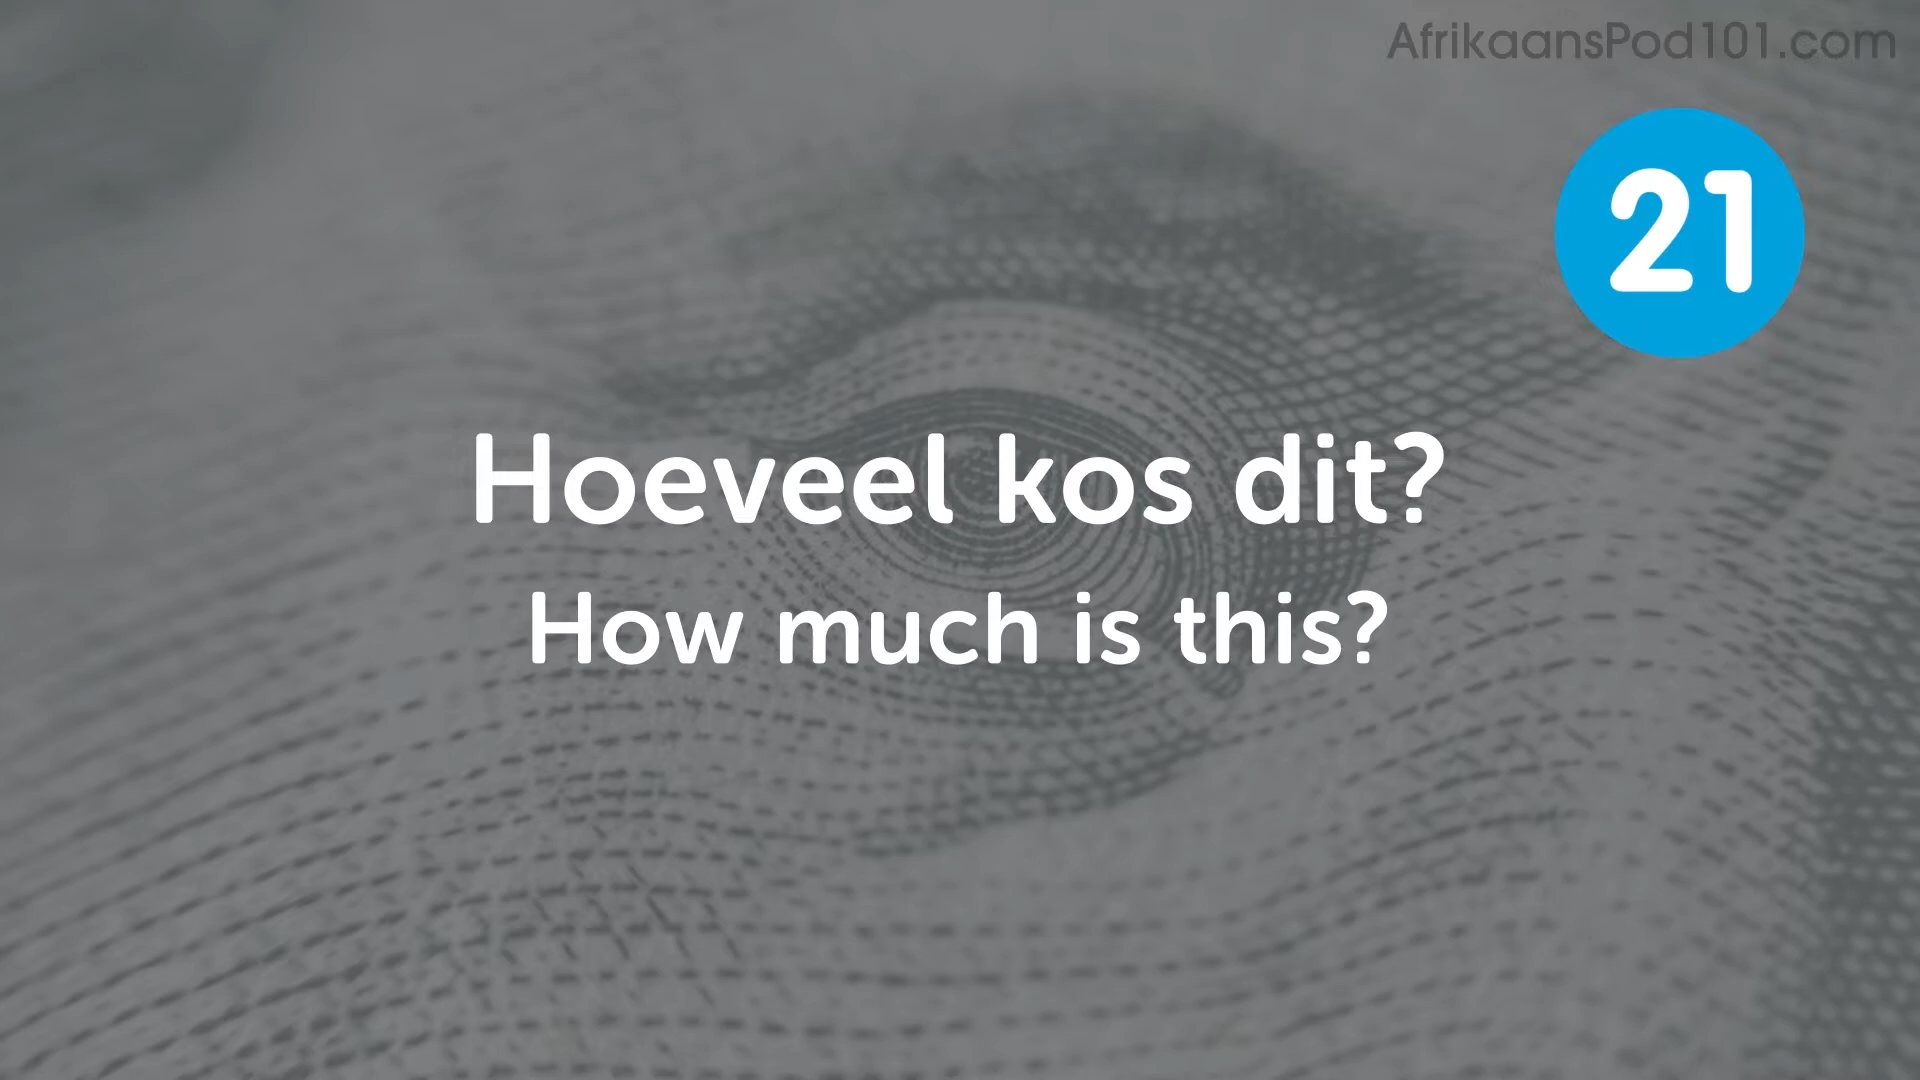 AfrikaansPod101.com
21
Hoeveel kos dit?
How much is this?